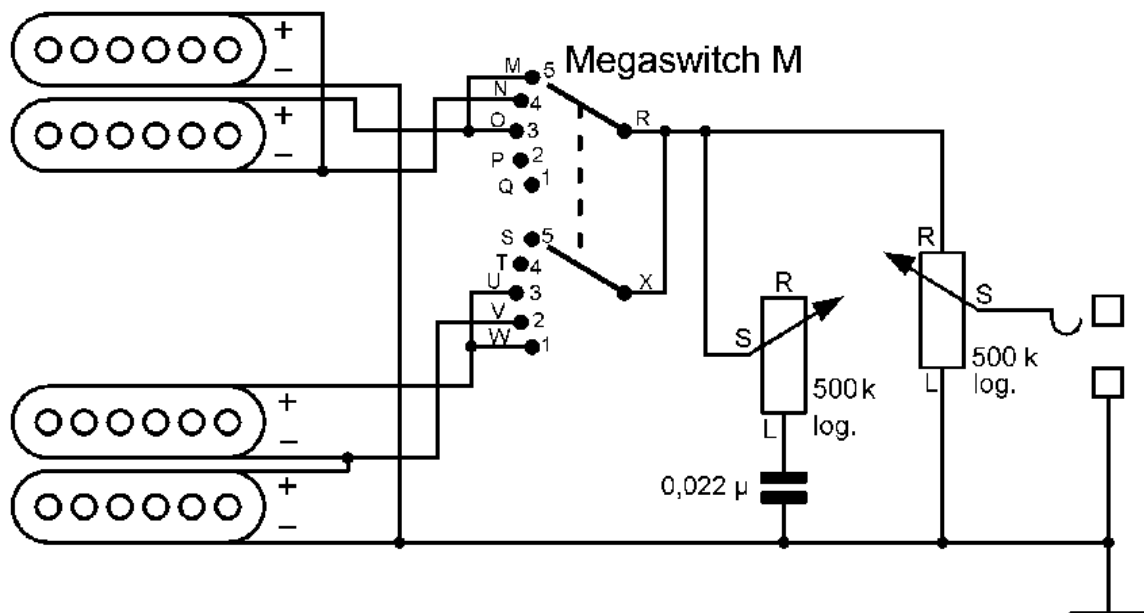 +
−
+
−
Megaswitch M
M 5
N 4
O 3
P 2
Q 1
R
S 5
T 4
U 3
V 2
W 1
X
R
S
500 k
log.
L
R
S
500 k
log.
L
0,022 µ
+
−
+
−